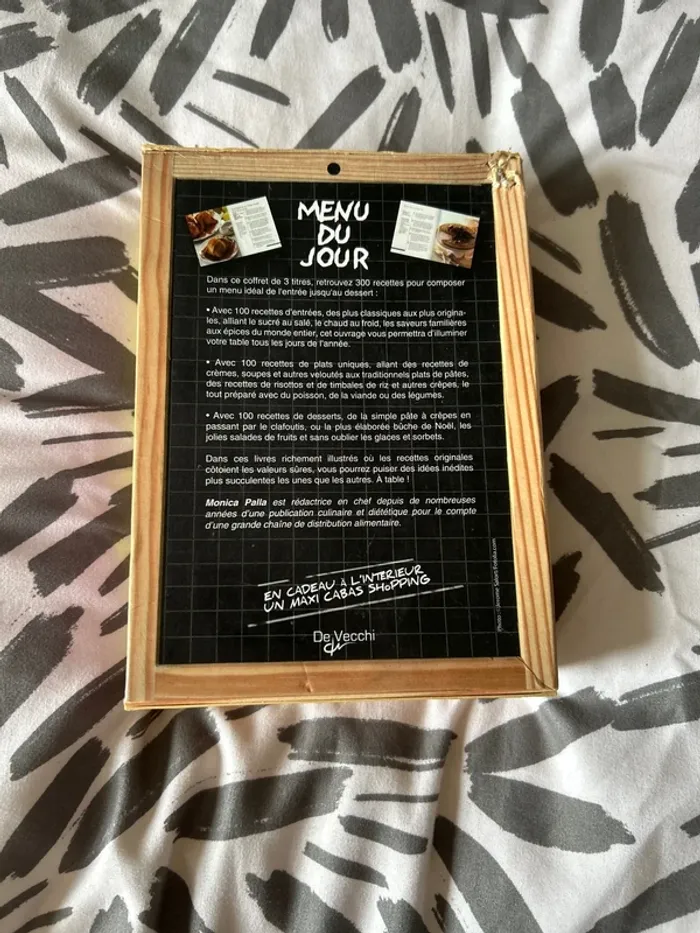 MENU
DU
JOUR
Dans ce coffret de 3 titres, retrouvez 300 recettes pour composer
un menu idéal de l'entrée jusqu'au dessert :
• Avec 100 recettes d'entrées, des plus classiques aux plus origina-
les, alliant le sucré au salé, le chaud au froid, les saveurs familières
aux épices du monde entier, cet ouvrage vous permettra d'illuminer
votre table tous les jours de l'année.
• Avec 100 recettes de plats uniques, allant des recettes de
crèmes, soupes et autres veloutés aux traditionnels plats de pâtes,
des recettes de risottos et de timbales de riz et autres crêpes, le
tout préparé avec du poisson, de la viande ou des légumes.
• Avec 100 recettes de desserts, de la simple pâte à crêpes en
passant par le clafoutis, ou la plus élaborée bûche de Noël, les
jolies salades de fruits et sans oublier les glaces et sorbets.
Dans ces livres richement illustrés où les recettes originales
côtoient les valeurs sûres, vous pourrez puiser des idées inédites
plus succulentes les unes que les autres. À table !
Monica Palla est rédactrice en chef depuis de nombreuses
années d'une publication culinaire et diététique pour le compte
d'une grande chaîne de distribution alimentaire.
EN CADEAU À L'INTERIEUR
UN MAXI CABAS SHOPPING
De Vecchi